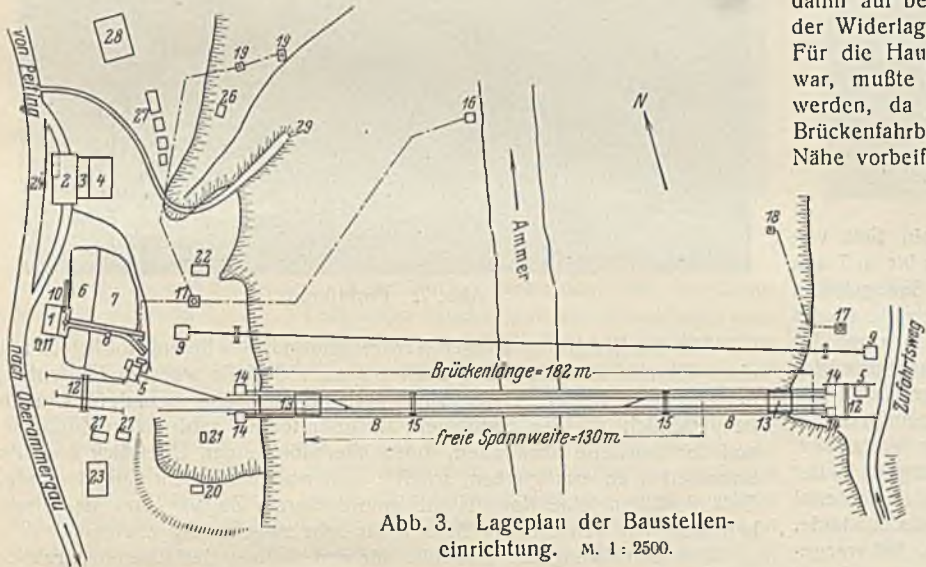 dann auf be
der Widerlag
Für die Hau
war, mußte
werden, da
Brückenfahrb
Nähe vorbeif
28
von Peiting
19
19
27
26
29
16
N
2
3
4
24
Ammer
18
22
10
6
7
17
17
1
8
11
9
9
Brückenlänge=182 m
12
5
14
14
5
13
8
15
15
8
13
12
14
14
freie Spannweite=130m
21
27
27
23
20
nach Oberammergau
Zufahrtsweg
Abb. 3. Lageplan der Baustellen-
einrichtung. M. 1 : 2500.